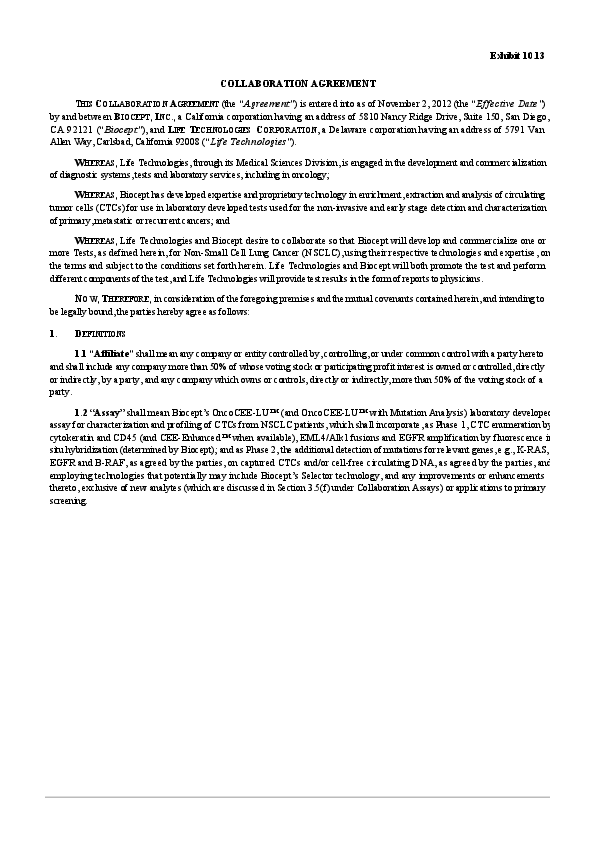 Exhibit 10.13
COLLABORATION AGREEMENT
THIS COLLABORATION AGREEMENT (the “Agreement”) is entered into as of November 2, 2012 (the “Effective Date”)
by and between BIOCEPT, INC., a California corporation having an address of 5810 Nancy Ridge Drive, Suite 150, San Diego,
CA 92121 (“Biocept”), and LIFE TECHNOLOGIES CORPORATION, a Delaware corporation having an address of 5791 Van
Allen Way, Carlsbad, California 92008 (“Life Technologies”).
WHEREAS, Life Technologies, through its Medical Sciences Division, is engaged in the development and commercialization
of diagnostic systems, tests and laboratory services, including in oncology;
WHEREAS, Biocept has developed expertise and proprietary technology in enrichment, extraction and analysis of circulating
tumor cells (CTCs) for use in laboratory developed tests used for the non-invasive and early stage detection and characterization
of primary, metastatic or recurrent cancers; and
WHEREAS, Life Technologies and Biocept desire to collaborate so that Biocept will develop and commercialize one or
more Tests, as defined herein, for Non-Small Cell Lung Cancer (NSCLC), using their respective technologies and expertise, on
the terms and subject to the conditions set forth herein. Life Technologies and Biocept will both promote the test and perform
different components of the test, and Life Technologies will provide test results in the form of reports to physicians.
NOW, THEREFORE, in consideration of the foregoing premises and the mutual covenants contained herein, and intending to
be legally bound, the parties hereby agree as follows:
1. DEFINITIONS
1.1 “Affiliate” shall mean any company or entity controlled by, controlling, or under common control with a party hereto
and shall include any company more than 50% of whose voting stock or participating profit interest is owned or controlled, directly
or indirectly, by a party, and any company which owns or controls, directly or indirectly, more than 50% of the voting stock of a
party.
1.2 “Assay” shall mean Biocept’s OncoCEE-LU™ (and OncoCEE-LU™ with Mutation Analysis) laboratory developed
assay for characterization and profiling of CTCs from NSCLC patients, which shall incorporate, as Phase 1, CTC enumeration by
cytokeratin and CD45 (and CEE-Enhanced™ when available), EML4/Alk1 fusions and EGFR amplification by fluorescence in
situ hybridization (determined by Biocept); and as Phase 2, the additional detection of mutations for relevant genes, e.g., K-RAS,
EGFR and B-RAF, as agreed by the parties, on captured CTCs and/or cell-free circulating DNA, as agreed by the parties, and
employing technologies that potentially may include Biocept’s Selector technology, and any improvements or enhancements
thereto, exclusive of new analytes (which are discussed in Section 3.5(f) under Collaboration Assays) or applications to primary
screening.